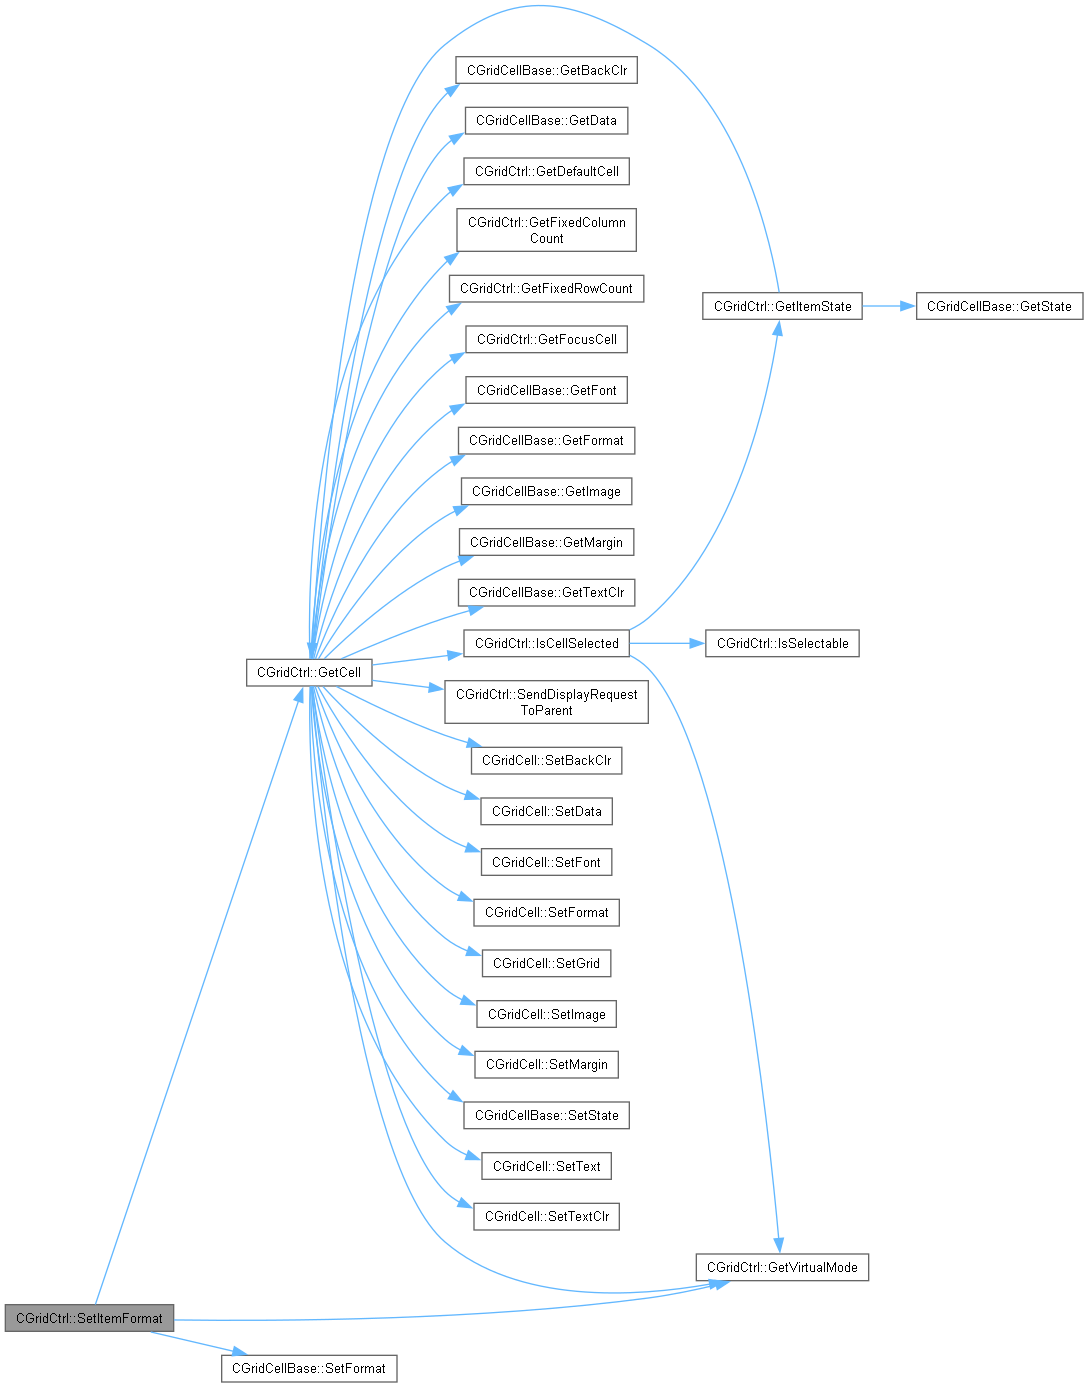 CGridCellBase::GetBackClr
CGridCellBase::GetData
CGridCtrl::GetDefaultCell
CGridCtrl::GetFixedColumn
Count
CGridCtrl::GetFixedRowCount
CGridCtrl::GetItemState
CGridCellBase::GetState
CGridCtrl::GetFocusCell
CGridCellBase::GetFont
CGridCellBase::GetFormat
CGridCellBase::GetImage
CGridCellBase::GetMargin
CGridCellBase::GetTextClr
CGridCtrl::IsCellSelected
CGridCtrl::IsSelectable
CGridCtrl::GetCell
CGridCtrl::SendDisplayRequest
ToParent
CGridCell::SetBackClr
CGridCell::SetData
CGridCell::SetFont
CGridCell::SetFormat
CGridCell::SetGrid
CGridCell::SetImage
CGridCell::SetMargin
CGridCellBase::SetState
CGridCell::SetText
CGridCell::SetTextClr
CGridCtrl::GetVirtualMode
CGridCtrl::SetItemFormat
CGridCellBase::SetFormat